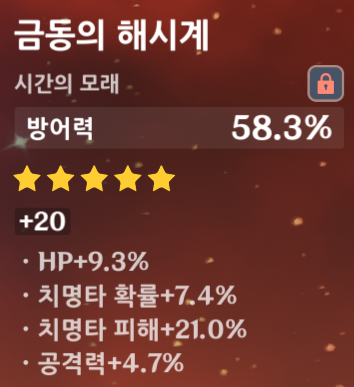 금동의 해시계
시간의 모래
방어력 58.3%
+20
· HP+9.3%
· 치명타 확률+7.4%
· 치명타 피해+21.0%
· 공격력+4.7%